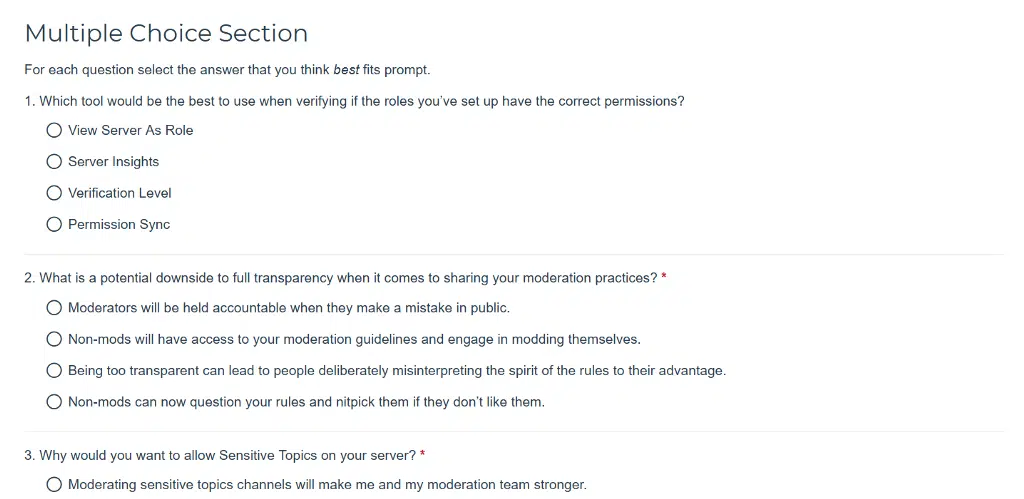 Multiple Choice Section
For each question select the answer that you think best fits prompt.
1. Which tool would be the best to use when verifying if the roles you've set up have the correct permissions?
View Server As Role
Server Insights
Verification Level
Permission Sync
2. What is a potential downside to full transparency when it comes to sharing your moderation practices? *
Moderators will be held accountable when they make a mistake in public.
Non-mods will have access to your moderation guidelines and engage in modding themselves.
Being too transparent can lead to people deliberately misinterpreting the spirit of the rules to their advantage.
Non-mods can now question your rules and nitpick them if they don't like them.
3. Why would you want to allow Sensitive Topics on your server? *
Moderating sensitive topics channels will make me and my moderation team stronger.